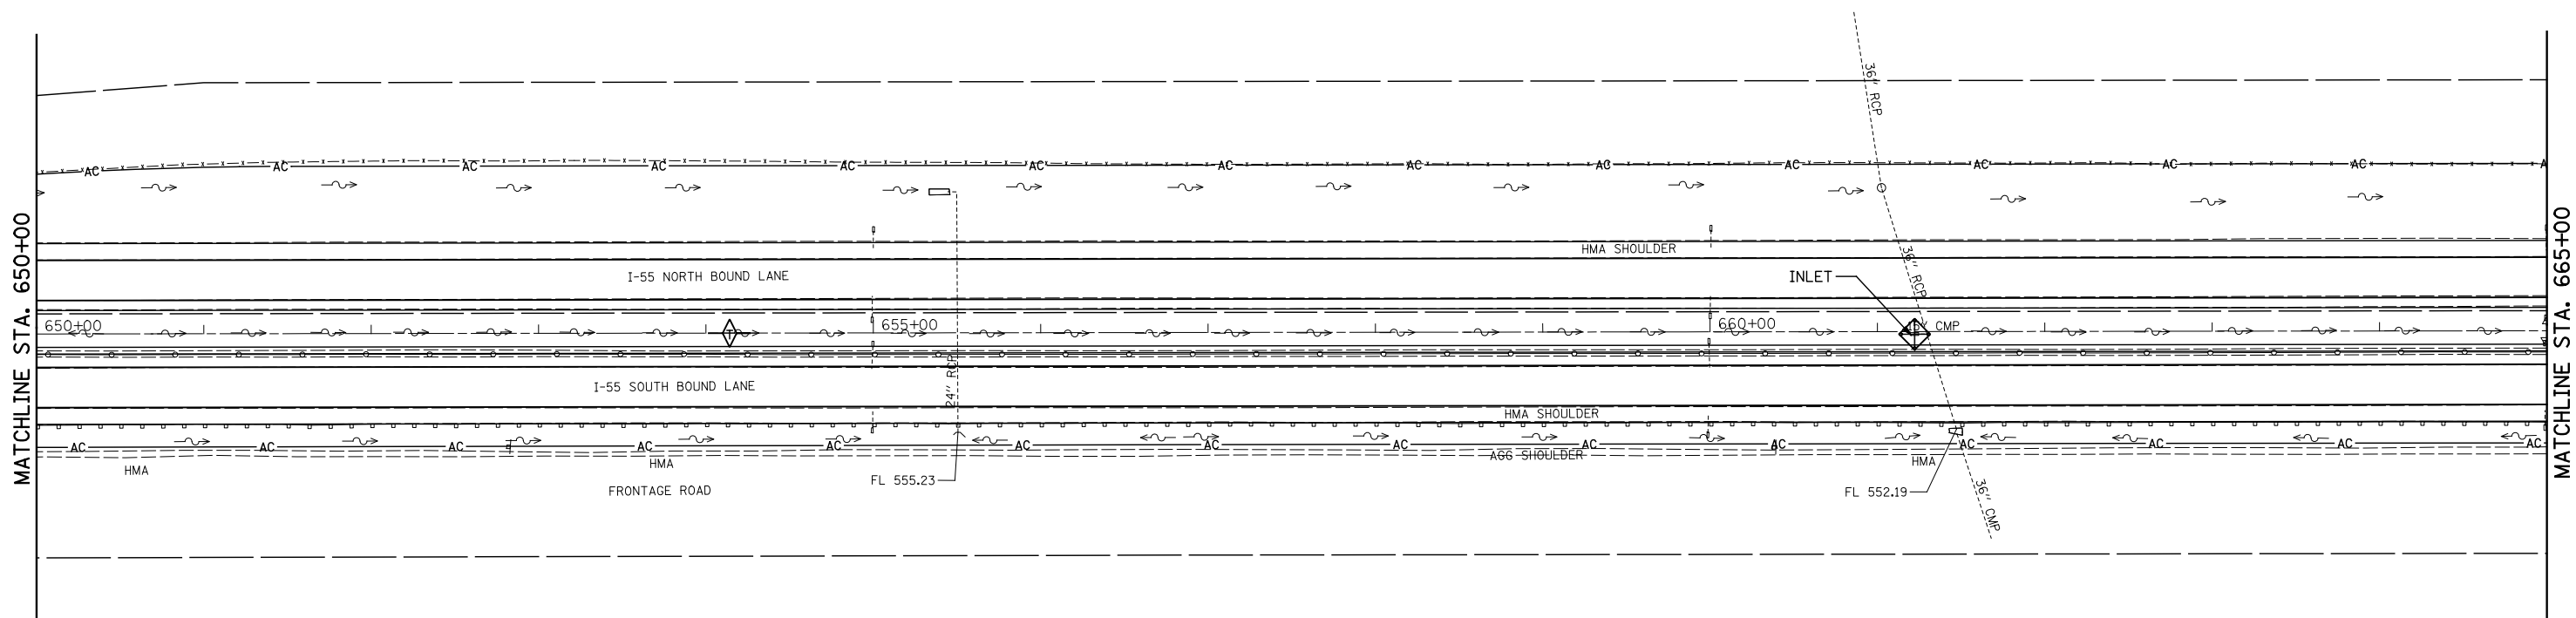 36" RCP
AC AC AC AC AC AC AC AC AC AC AC AC AC
HMA SHOULDER
36" RCP
I-55 NORTH BOUND LANE
INLET
MATCHLINE STA. 650+00
650+00
655+00
660+00
CMP
MATCHLINE STA. 665+00
24" RCP
I-55 SOUTH BOUND LANE
HMA SHOULDER
AC AC AC AC AC AC AC AC AC AC AC AC AC AC
HMA
HMA
AGG SHOULDER
HMA
FL 555.23
FRONTAGE ROAD
FL 552.19
36" CMP